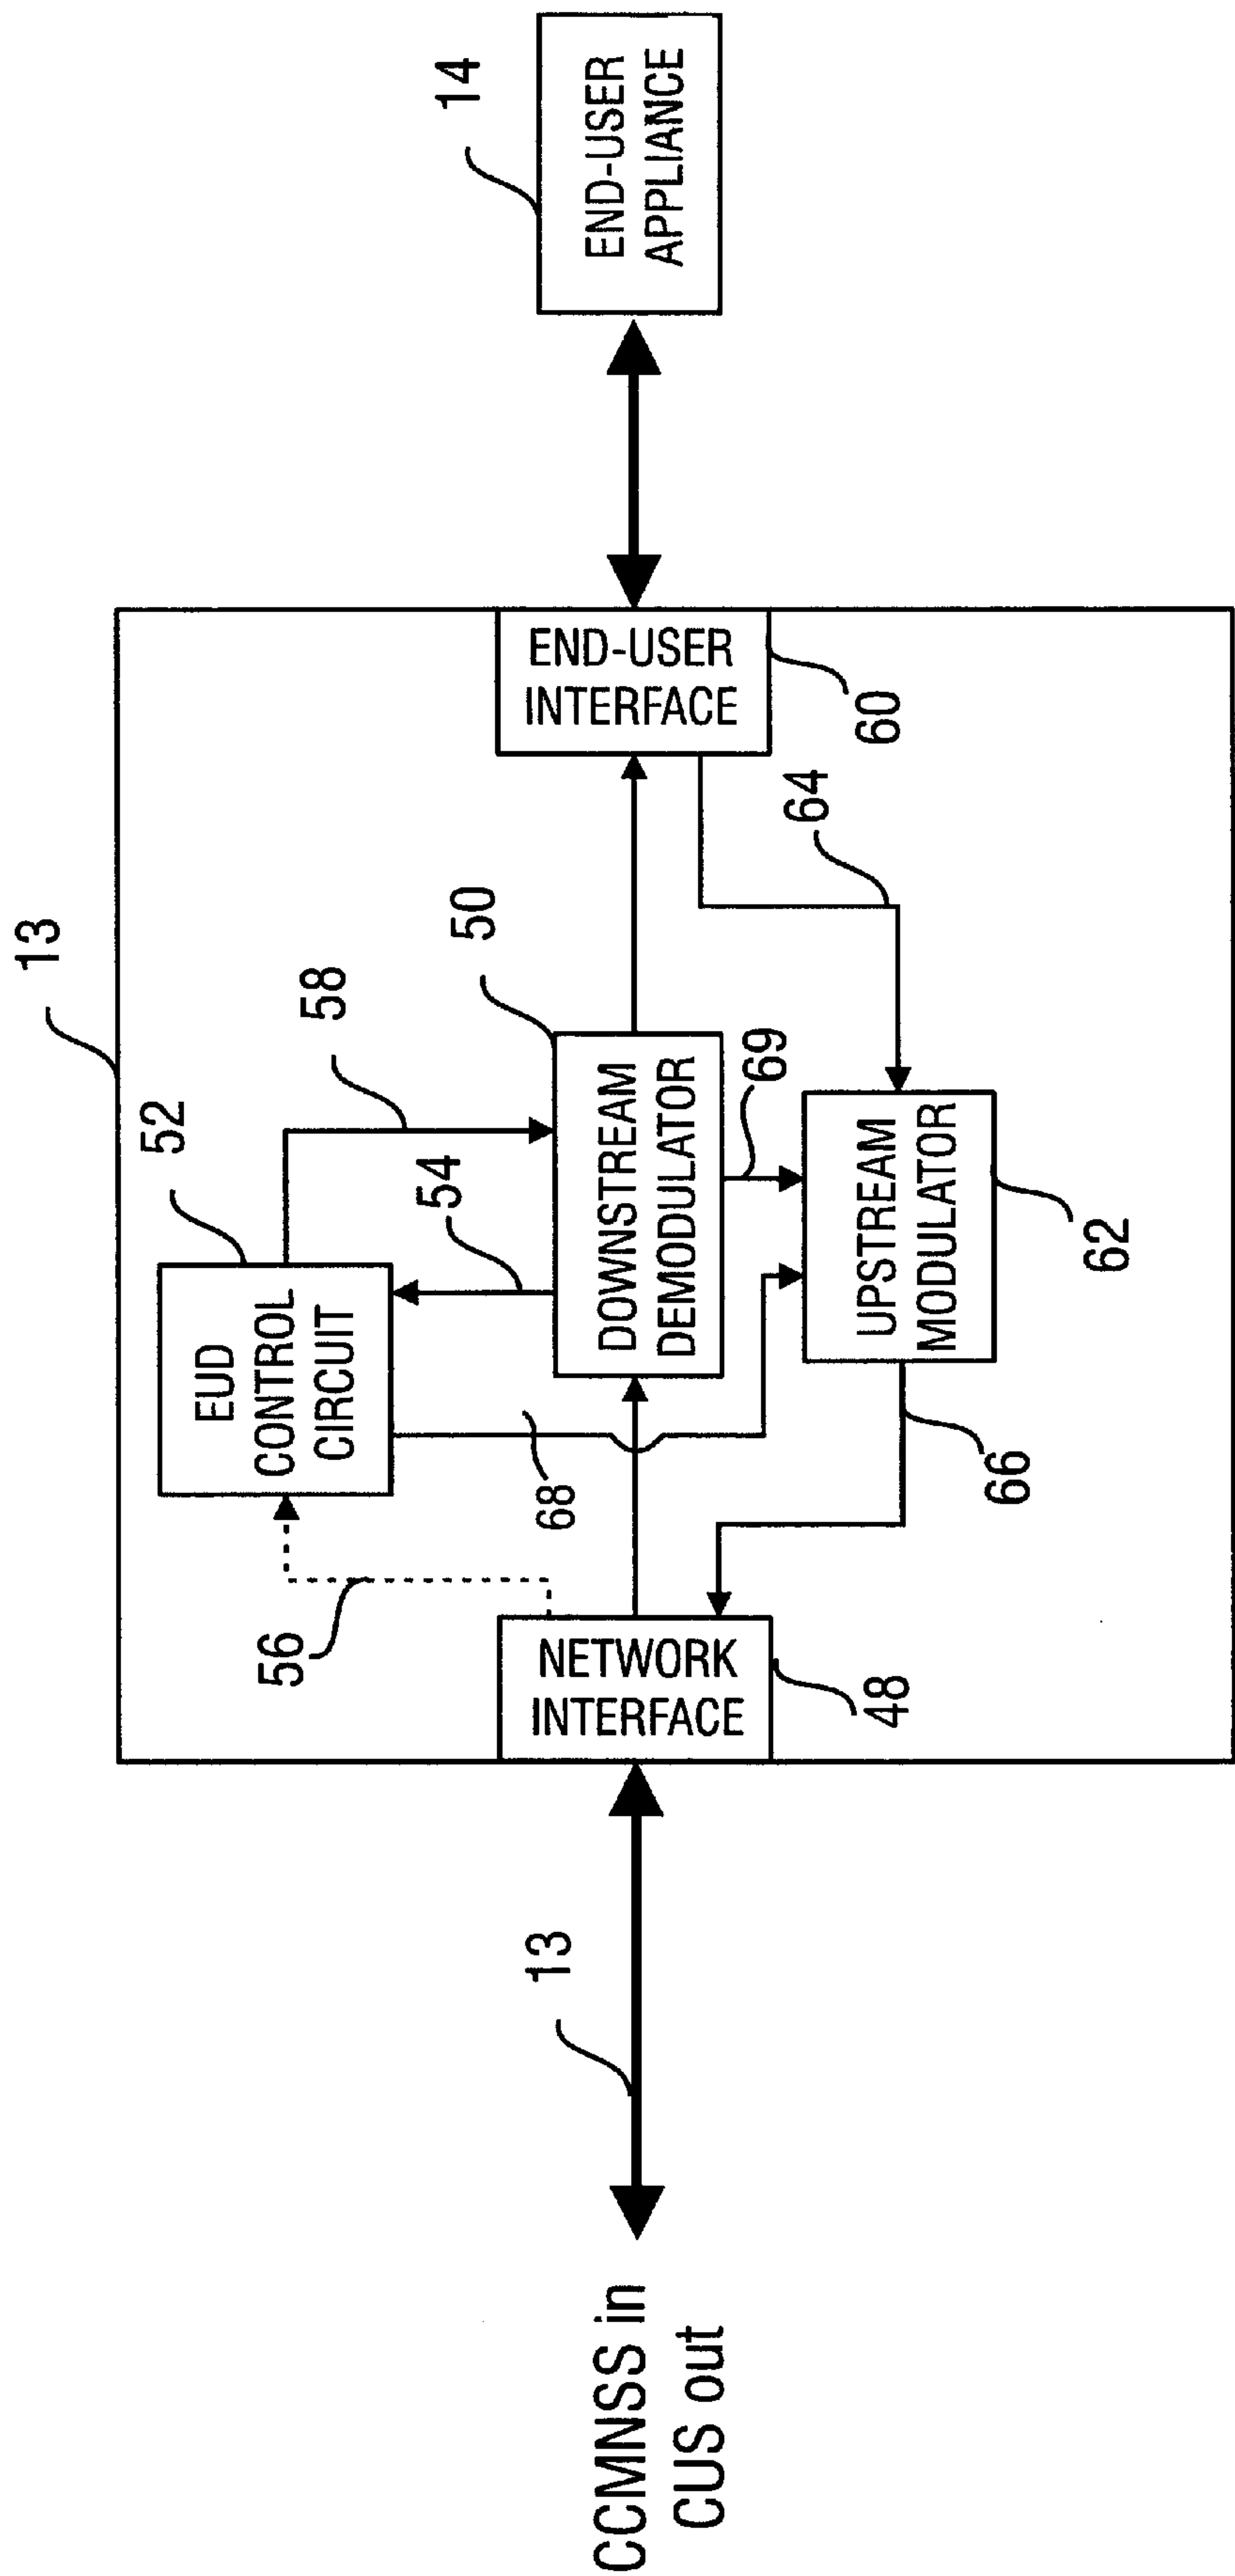 13
52
EUD
CONTROL
CIRCUIT
58
54
56
68
50
DOWNSTREAM
DEMODULATOR
69
NETWORK
INTERFACE
48
END-USER
INTERFACE
60
64
UPSTREAM
MODULATOR
62
66
14
END-USER
APPLIANCE
13
CCMNSS in
CUS out